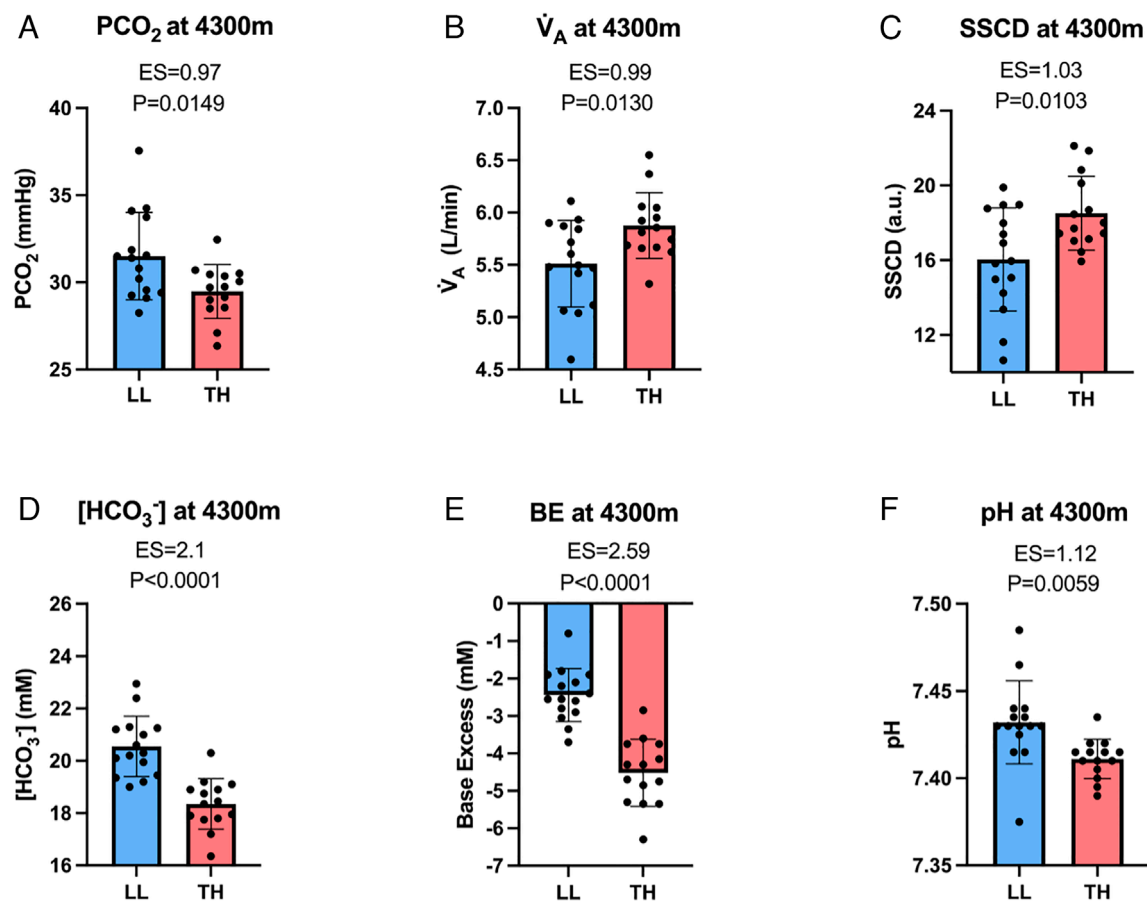 A
PCO₂ at 4300m
ES=0.97
P=0.0149
40
35
30
25
PCO₂ (mmHg)
LL
TH
B
V̇A at 4300m
ES=0.99
P=0.0130
7.0
6.5
6.0
5.5
5.0
4.5
V̇A (L/min)
LL
TH
C
SSCD at 4300m
ES=1.03
P=0.0103
24
20
16
12
SSCD (a.u.)
LL
TH
D
[HCO₃⁻] at 4300m
ES=2.1
P<0.0001
26
24
22
20
18
16
[HCO₃⁻] (mM)
LL
TH
E
BE at 4300m
ES=2.59
P<0.0001
0
-1
-2
-3
-4
-5
-6
-7
Base Excess (mM)
LL
TH
F
pH at 4300m
ES=1.12
P=0.0059
7.50
7.45
7.40
7.35
pH
LL
TH